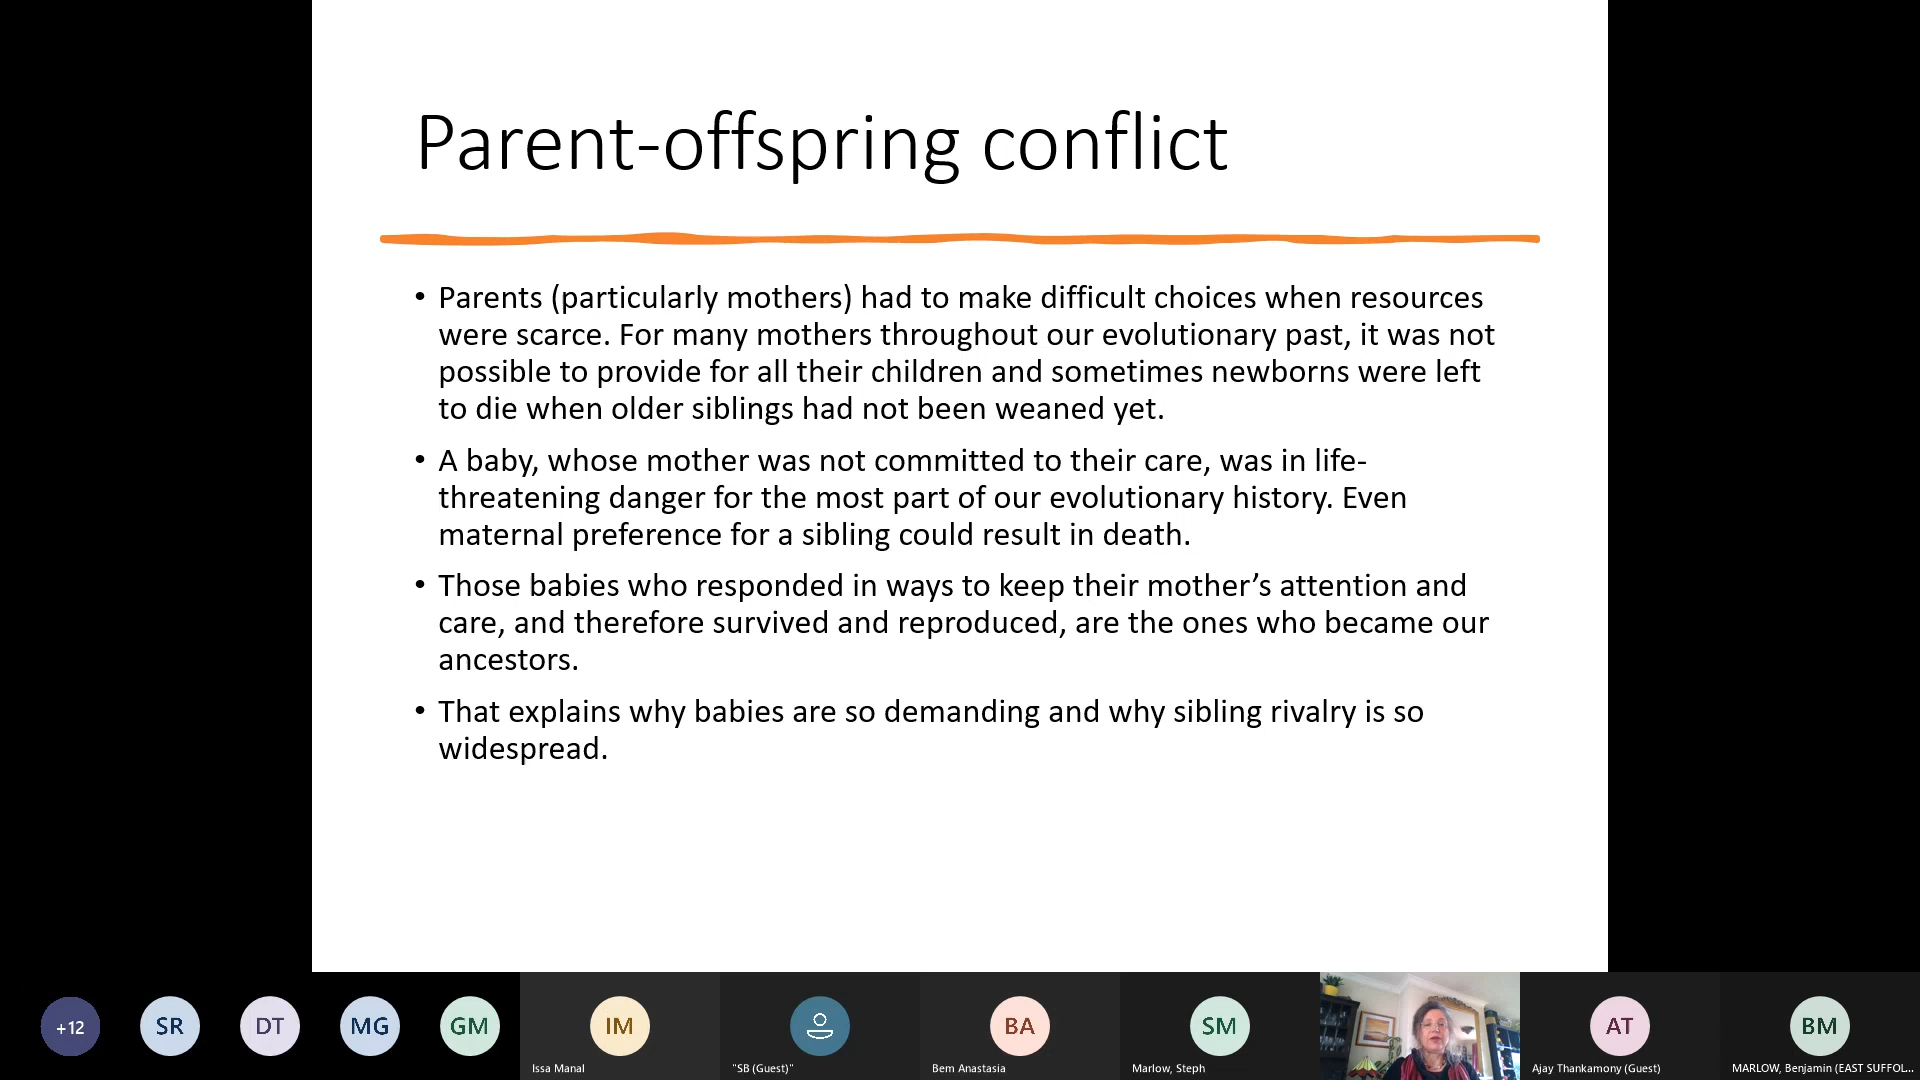 Parent-offspring conflict
• Parents (particularly mothers) had to make difficult choices when resources
were scarce. For many mothers throughout our evolutionary past, it was not
possible to provide for all their children and sometimes newborns were left
to die when older siblings had not been weaned yet.
• A baby, whose mother was not committed to their care, was in life-
threatening danger for the most part of our evolutionary history. Even
maternal preference for a sibling could result in death.
• Those babies who responded in ways to keep their mother’s attention and
care, and therefore survived and reproduced, are the ones who became our
ancestors.
• That explains why babies are so demanding and why sibling rivalry is so
widespread.
+12
SR
DT
MG
GM
IM
Issa Manal
"SB (Guest)"
BA
Bem Anastasia
SM
Marlow, Steph
AT
Ajay Thankamony (Guest)
BM
MARLOW, Benjamin (EAST SUFFOL...